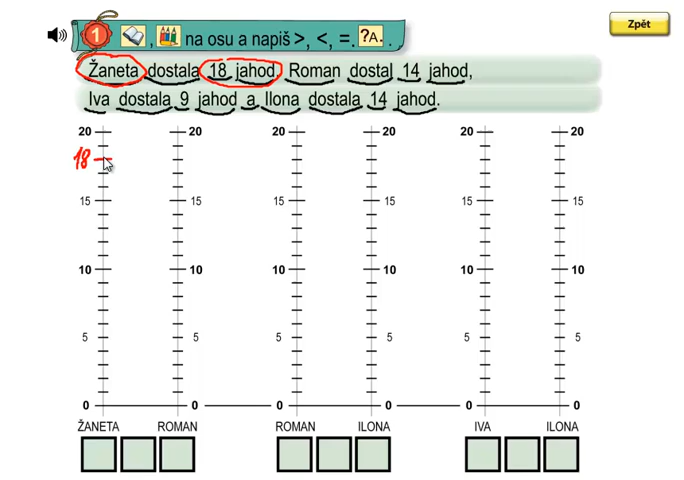 Zpět
1 , na osu a napiš >, <, =. ?A. .
Žaneta dostala 18 jahod, Roman dostal 14 jahod,
Iva dostala 9 jahod a Ilona dostala 14 jahod.
20 20 20 20 20 20
18
15 15 15 15 15 15
10 10 10 10 10 10
5 5 5 5 5 5
0 0 0 0 0 0
ŽANETA ROMAN ROMAN ILONA IVA ILONA